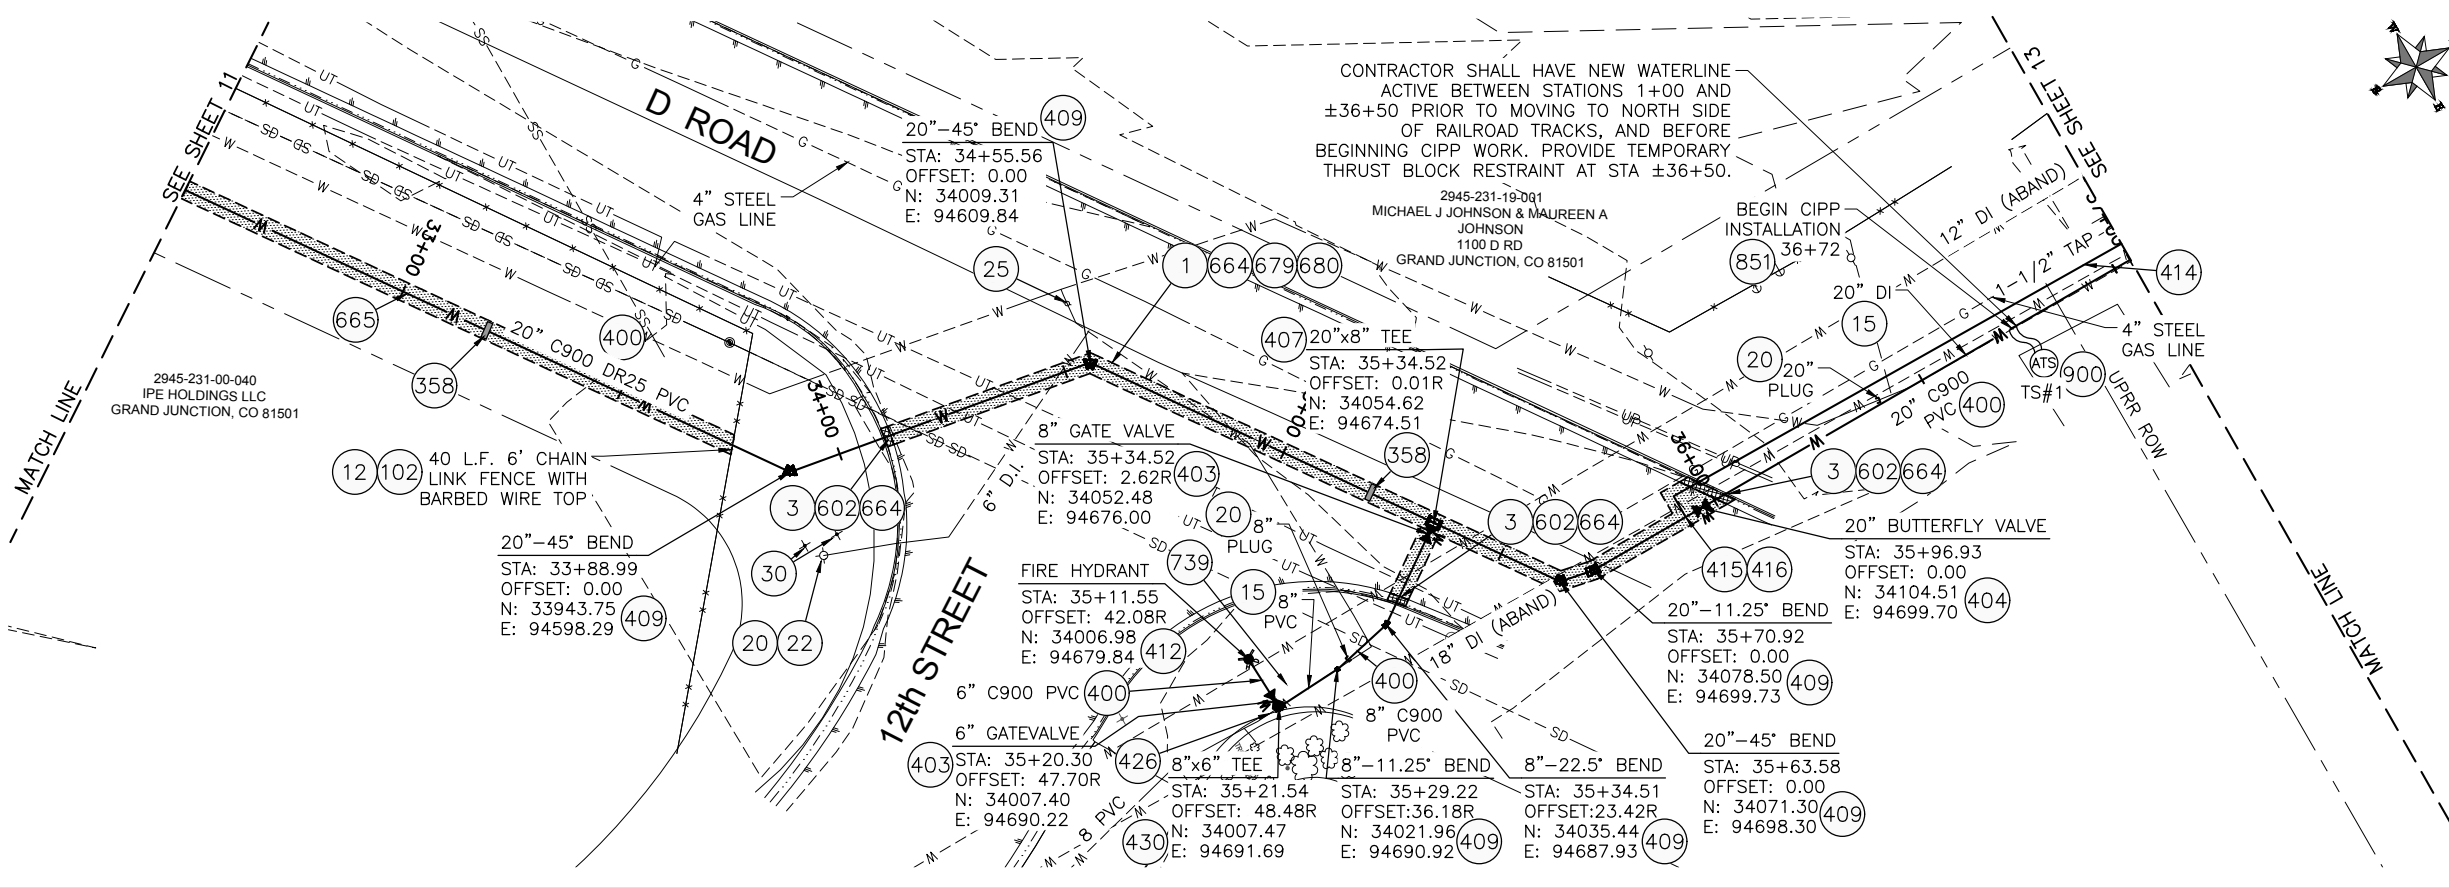 SEE SHEET 11
MATCH LINE
2945-231-00-040
IPE HOLDINGS LLC
GRAND JUNCTION, CO 81501
33+00
665
358
400
20" C900 DR25 PVC
12
102
40 L.F. 6' CHAIN
LINK FENCE WITH
BARBED WIRE TOP
20"-45° BEND
STA: 33+88.99
OFFSET: 0.00
N: 33943.75
E: 94598.29
409
34+00
3
602
664
30
20
22
D ROAD
4" STEEL
GAS LINE
20"-45° BEND
409
STA: 34+55.56
OFFSET: 0.00
N: 34009.31
E: 94609.84
25
1
664
679
680
6" D.I.
12th STREET
8" GATE VALVE
STA: 35+34.52
OFFSET: 2.62R
N: 34052.48
E: 94676.00
403
20
8"
PLUG
739
15
8"
PVC
FIRE HYDRANT
STA: 35+11.55
OFFSET: 42.08R
N: 34006.98
E: 94679.84
412
6" C900 PVC
400
6" GATEVALVE
403
STA: 35+20.30
OFFSET: 47.70R
N: 34007.40
E: 94690.22
426
8 PVC
8"x6" TEE
STA: 35+21.54
OFFSET: 48.48R
N: 34007.47
E: 94691.69
430
8"-11.25° BEND
STA: 35+29.22
OFFSET:36.18R
N: 34021.96
E: 94690.92
409
8"-22.5° BEND
STA: 35+34.51
OFFSET:23.42R
N: 34035.44
E: 94687.93
409
400
8" C900
PVC
18" DI (ABAND)
407
20"x8" TEE
STA: 35+34.52
OFFSET: 0.01R
N: 34054.62
E: 94674.51
358
3
602
664
CONTRACTOR SHALL HAVE NEW WATERLINE
ACTIVE BETWEEN STATIONS 1+00 AND
±36+50 PRIOR TO MOVING TO NORTH SIDE
OF RAILROAD TRACKS, AND BEFORE
BEGINNING CIPP WORK. PROVIDE TEMPORARY
THRUST BLOCK RESTRAINT AT STA ±36+50.
2945-231-19-001
MICHAEL J JOHNSON & MAUREEN A
JOHNSON
1100 D RD
GRAND JUNCTION, CO 81501
BEGIN CIPP
INSTALLATION
851
36+72
12" DI (ABAND)
1-1/2" TAP
414
20" DI
15
20
20"
PLUG
20" C900
PVC
400
4" STEEL
GAS LINE
ATS
900
TS#1
UPRR ROW
36+00
3
602
664
415
416
20" BUTTERFLY VALVE
STA: 35+96.93
OFFSET: 0.00
N: 34104.51
E: 94699.70
404
20"-11.25° BEND
STA: 35+70.92
OFFSET: 0.00
N: 34078.50
E: 94699.73
409
20"-45° BEND
STA: 35+63.58
OFFSET: 0.00
N: 34071.30
E: 94698.30
409
SEE SHEET 13
MATCH LINE